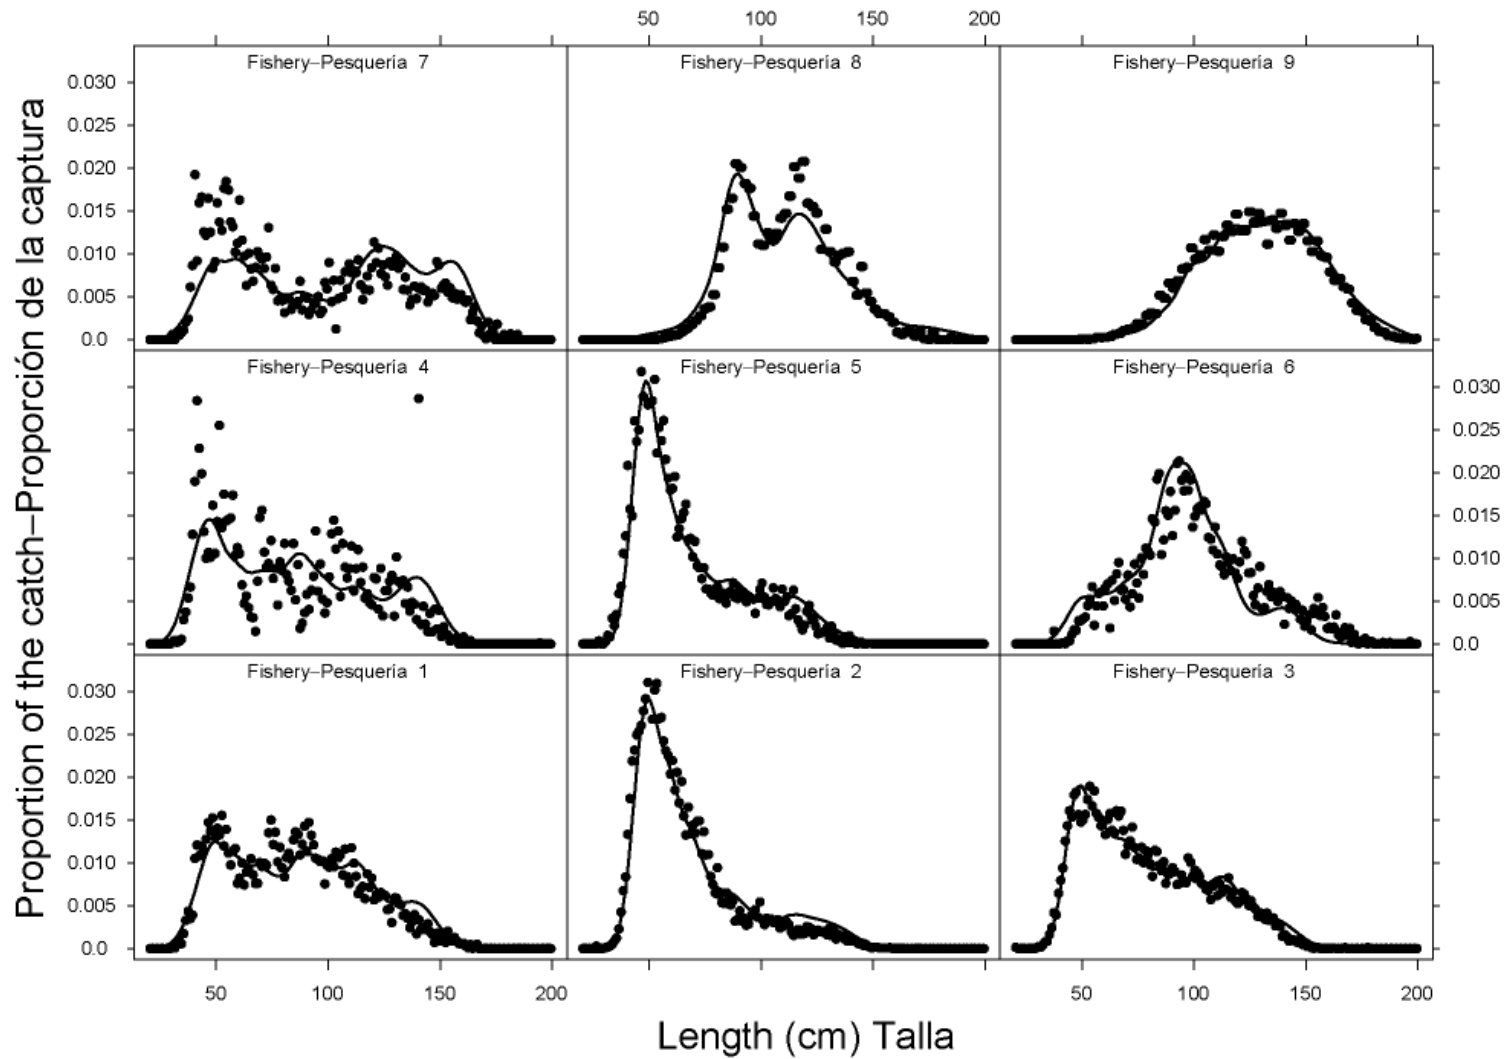 50 100 150 200
Fishery–Pesquería 7
Fishery–Pesquería 8
Fishery–Pesquería 9
0.030
0.025
0.020
0.015
0.010
0.005
0.0
Fishery–Pesquería 4
Fishery–Pesquería 5
Fishery–Pesquería 6
0.030
0.025
0.020
0.015
0.010
0.005
0.0
Fishery–Pesquería 1
Fishery–Pesquería 2
Fishery–Pesquería 3
0.030
0.025
0.020
0.015
0.010
0.005
0.0
50 100 150 200
50 100 150 200
Length (cm) Talla
Proportion of the catch–Proporción de la captura